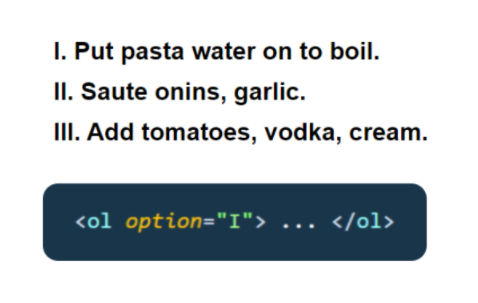 I. Put pasta water on to boil.
II. Saute onins, garlic.
III. Add tomatoes, vodka, cream.
<ol option="I"> ... </ol>